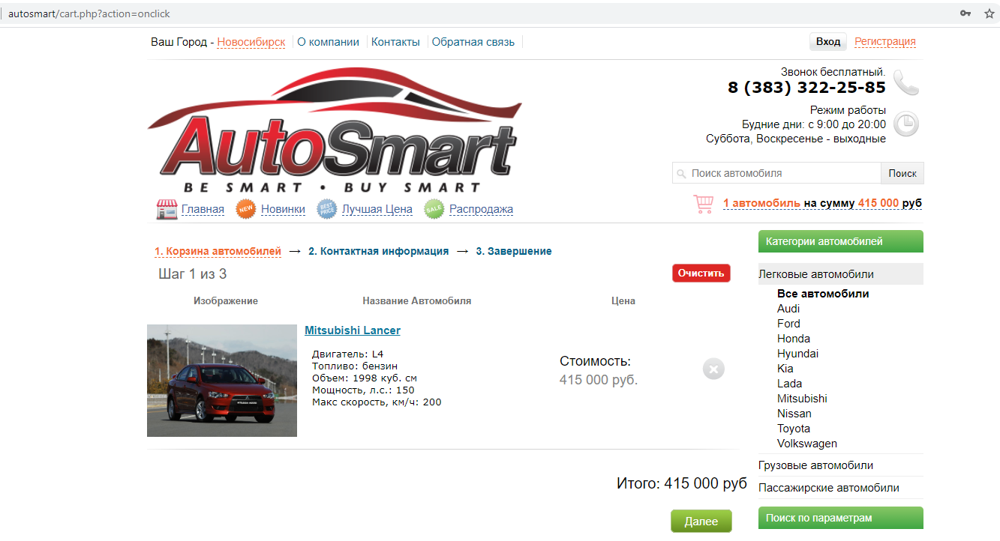 autosmart/cart.php?action=onclick
Ваш Город - Новосибирск О компании Контакты Обратная связь Вход Регистрация
Звонок бесплатный.
8 (383) 322-25-85
Режим работы
Будние дни: с 9:00 до 20:00
Суббота, Воскресенье - выходные
AutoSmart
BE SMART • BUY SMART
Поиск автомобиля Поиск
Главная NEW Новинки BEST PRICE Лучшая Цена SALE Распродажа
1 автомобиль на сумму 415 000 руб
1. Корзина автомобилей → 2. Контактная информация → 3. Завершение
Шаг 1 из 3 Очистить
Изображение Название Автомобиля Цена
Mitsubishi Lancer
Двигатель: L4
Топливо: бензин
Объем: 1998 куб. см
Мощность, л.с.: 150
Макс скорость, км/ч: 200
Стоимость:
415 000 руб.
Итого: 415 000 руб
Далее
Категории автомобилей
Легковые автомобили
Все автомобили
Audi
Ford
Honda
Hyundai
Kia
Lada
Mitsubishi
Nissan
Toyota
Volkswagen
Грузовые автомобили
Пассажирские автомобили
Поиск по параметрам